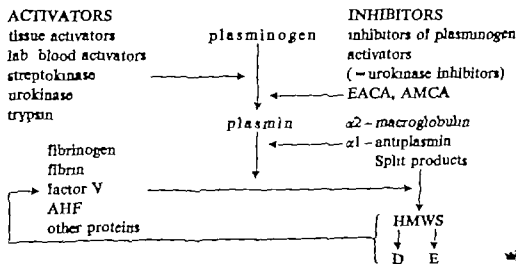 ACTIVATORS
tissue activators
lab blood activators
streptokinase
urokinase
trypsin
plasminogen
INHIBITORS
inhibitors of plasminogen
activators
(-urokinase inhibitors)
EACA, AMCA
plasmin
α2-macroglobulin
α1-antiplasmin
Split products
fibrinogen
fibrin
factor V
AHF
other proteins
HMWS
D E